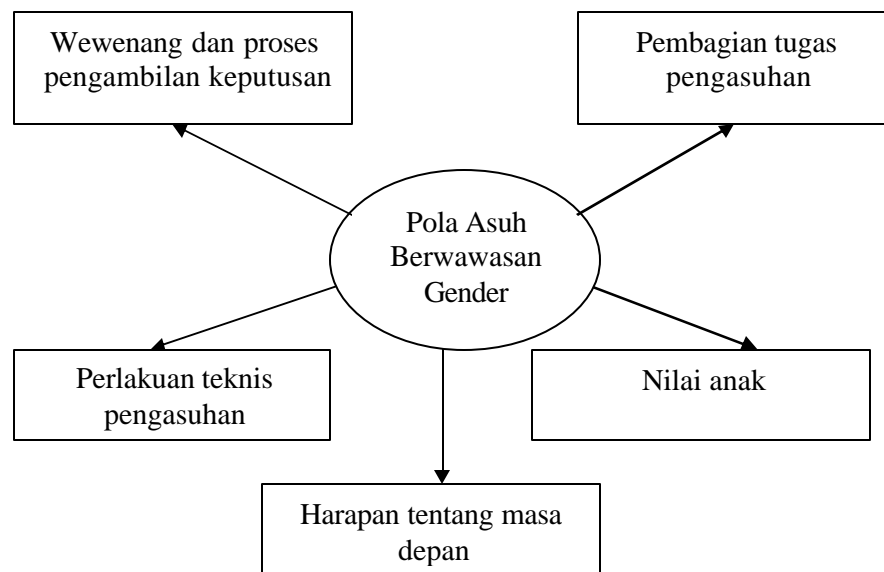 Wewenang dan proses
pengambilan keputusan
Pembagian tugas
pengasuhan
Pola Asuh
Berwawasan
Gender
Perlakuan teknis
pengasuhan
Nilai anak
Harapan tentang masa
depan